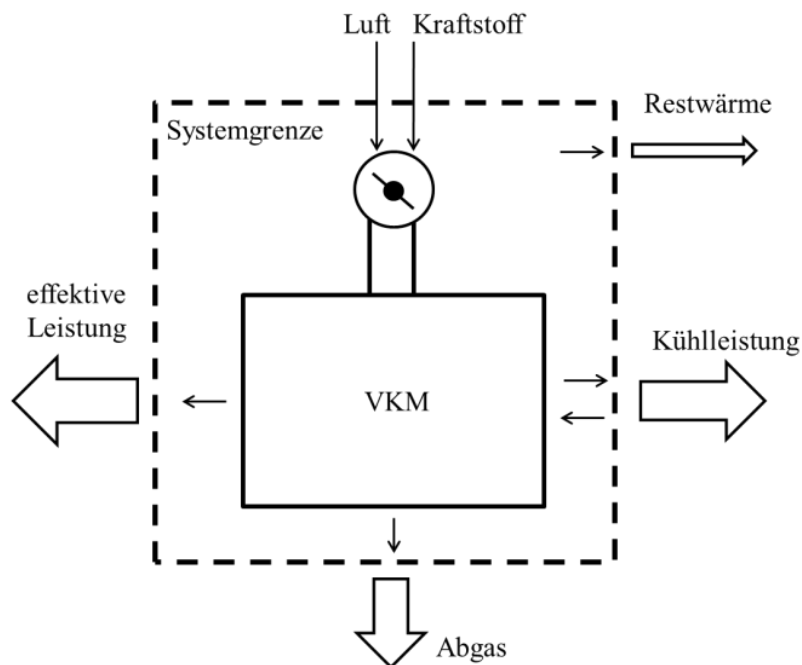 Luft Kraftstoff
Restwärme
Systemgrenze
effektive
Leistung
Kühlleistung
VKM
Abgas